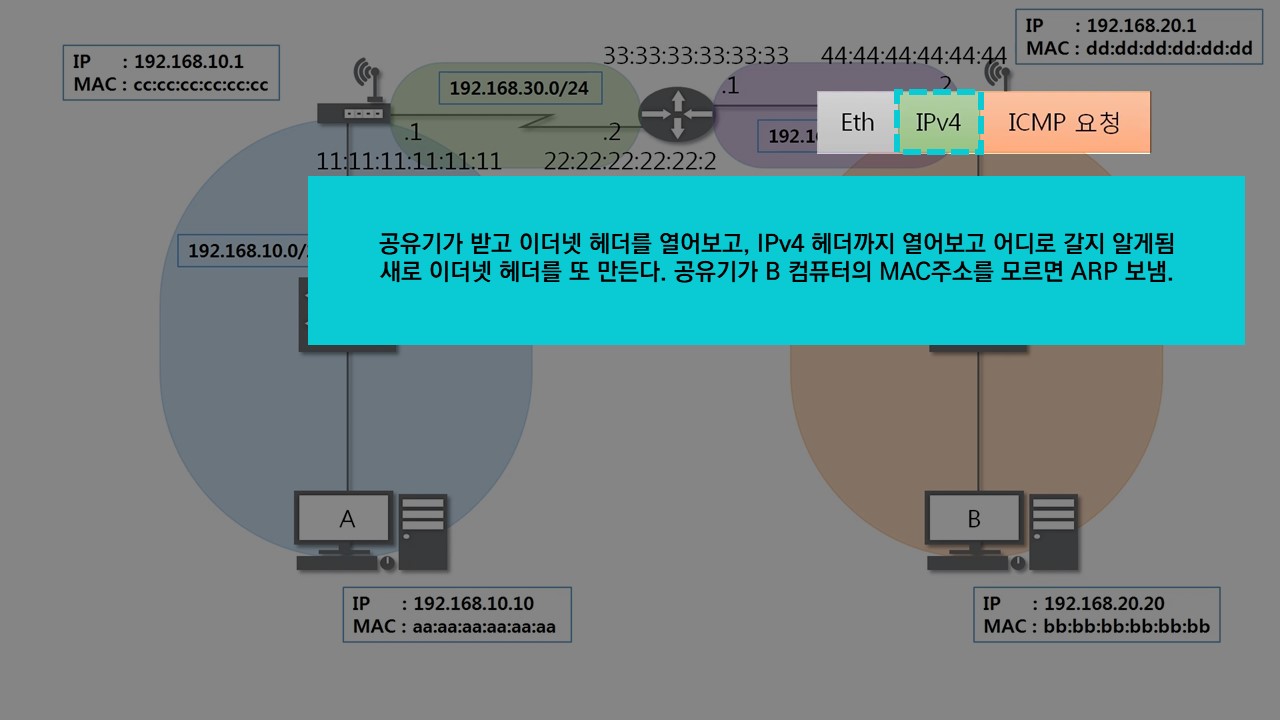 IP : 192.168.20.1
MAC : dd:dd:dd:dd:dd:dd
IP : 192.168.10.1
MAC : cc:cc:cc:cc:cc:cc
33:33:33:33:33:33
44:44:44:44:44:44
192.168.30.0/24
.1
.2
Eth
IPv4
ICMP 요청
.1
.2
192.1
11:11:11:11:11:11
22:22:22:22:22:2
공유기가 받고 이더넷 헤더를 열어보고, IPv4 헤더까지 열어보고 어디로 갈지 알게됨
새로 이더넷 헤더를 또 만든다. 공유기가 B 컴퓨터의 MAC주소를 모르면 ARP 보냄.
192.168.10.0/
A
B
IP : 192.168.10.10
MAC : aa:aa:aa:aa:aa:aa
IP : 192.168.20.20
MAC : bb:bb:bb:bb:bb:bb